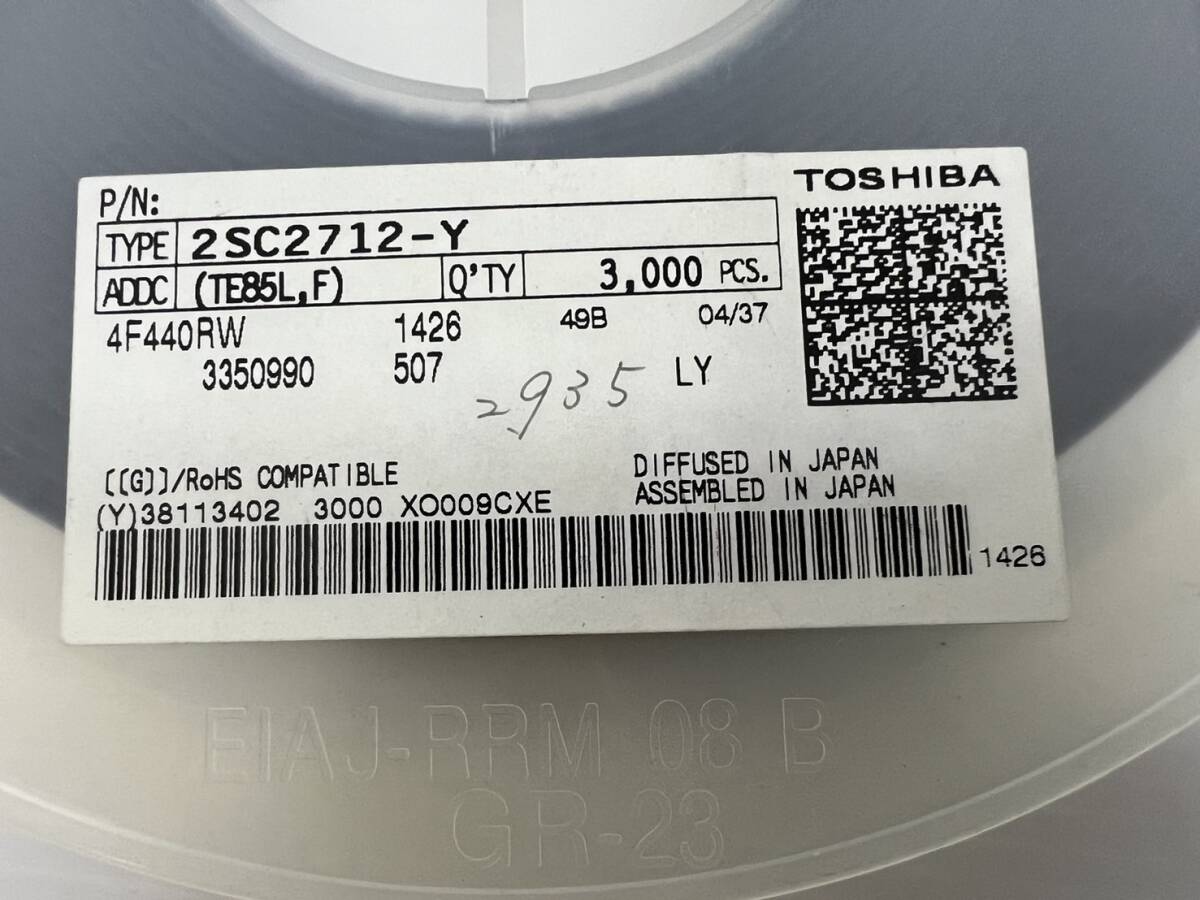 P/N:
TOSHIBA
TYPE 2SC2712-Y
ADDC (TE85L,F) Q'TY 3,000 PCS.
4F440RW 1426 49B 04/37
3350990 507 LY
2935
[[G]]/RoHS COMPATIBLE
DIFFUSED IN JAPAN
ASSEMBLED IN JAPAN
(Y)38113402 3000 XO009CXE
1426
EIAJ-RRM 08 B
GR-23